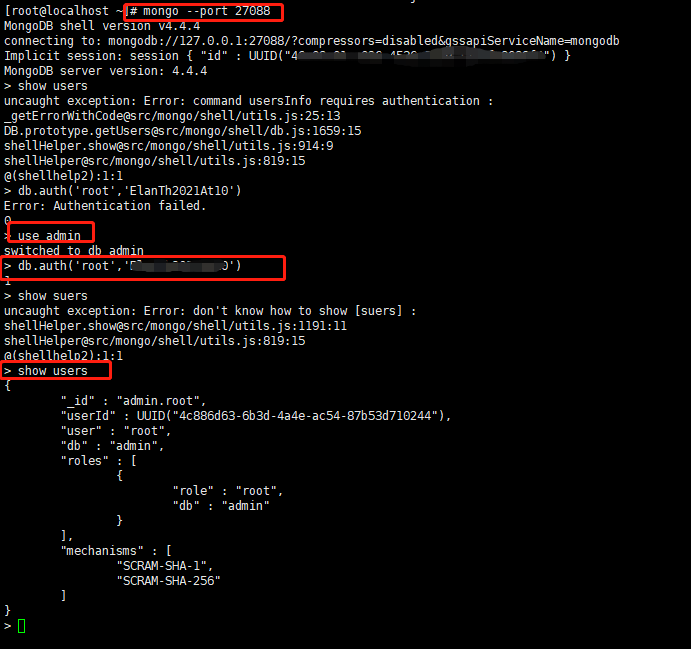 [root@localhost ~]# mongo --port 27088
MongoDB shell version v4.4.4
connecting to: mongodb://127.0.0.1:27088/?compressors=disabled&gssapiServiceName=mongodb
Implicit session: session { "id" : UUID("4 ") }
MongoDB server version: 4.4.4
> show users
uncaught exception: Error: command usersInfo requires authentication :
_getErrorWithCode@src/mongo/shell/utils.js:25:13
DB.prototype.getUsers@src/mongo/shell/db.js:1659:15
shellHelper.show@src/mongo/shell/utils.js:914:9
shellHelper@src/mongo/shell/utils.js:819:15
@(shellhelp2):1:1
> db.auth('root','ElanTh2021At10')
Error: Authentication failed.
0
> use admin
switched to db admin
> db.auth('root',' 0')
1
> show suers
uncaught exception: Error: don't know how to show [suers] :
shellHelper.show@src/mongo/shell/utils.js:1191:11
shellHelper@src/mongo/shell/utils.js:819:15
@(shellhelp2):1:1
> show users
{
"_id" : "admin.root",
"userId" : UUID("4c886d63-6b3d-4a4e-ac54-87b53d710244"),
"user" : "root",
"db" : "admin",
"roles" : [
{
"role" : "root",
"db" : "admin"
}
],
"mechanisms" : [
"SCRAM-SHA-1",
"SCRAM-SHA-256"
]
}
>